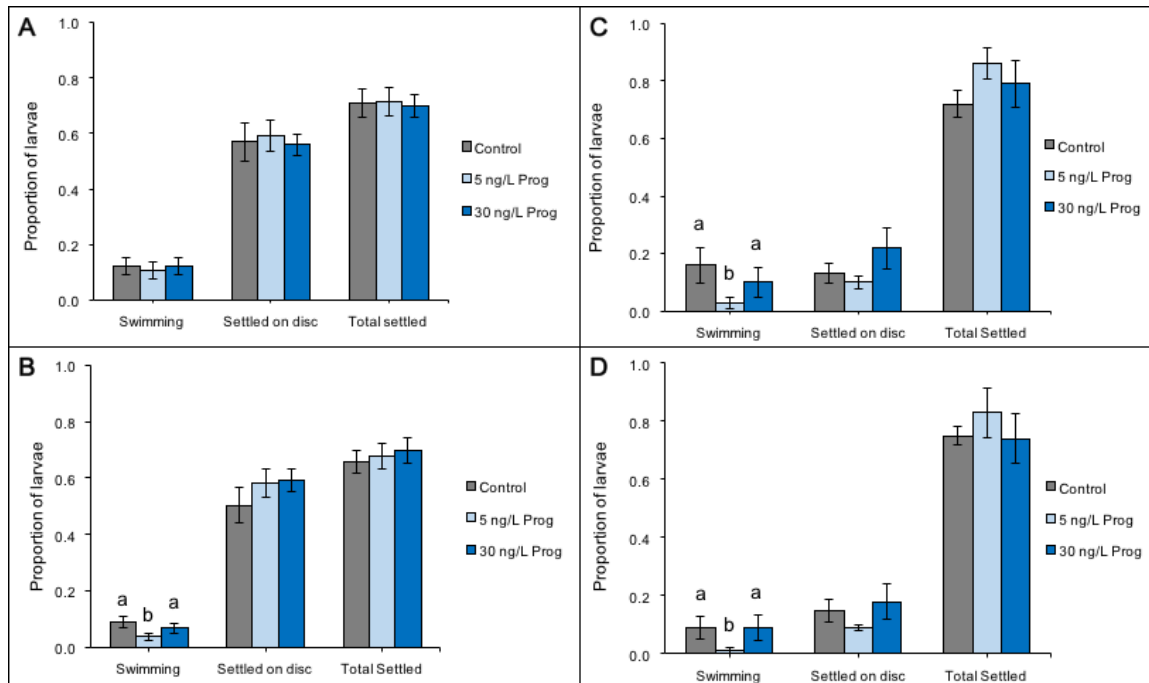 A
Proportion of larvae
1.0
0.8
0.6
0.4
0.2
0.0
Swimming Settled on disc Total settled
Control
5 ng/L Prog
30 ng/L Prog
B
Proportion of larvae
1.0
0.8
0.6
0.4
0.2
0.0
a b a
Swimming Settled on disc Total Settled
Control
5 ng/L Prog
30 ng/L Prog
C
Proportion of larvae
1.0
0.8
0.6
0.4
0.2
0.0
a b a
Swimming Settled on disc Total Settled
Control
5 ng/L Prog
30 ng/L Prog
D
Proportion of larvae
1.0
0.8
0.6
0.4
0.2
0.0
a b a
Swimming Settled on disc Total Settled
Control
5 ng/L Prog
30 ng/L Prog